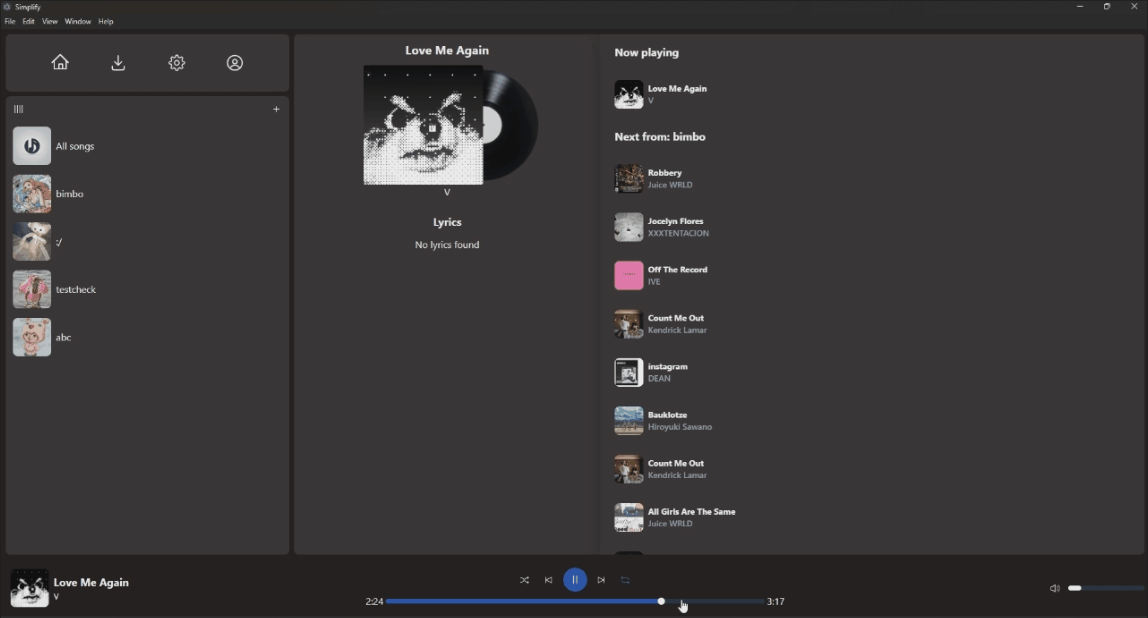 Simplify
File Edit View Window Help
All songs
bimbo
:/
testcheck
abc
Love Me Again
V
Lyrics
No lyrics found
Now playing
Love Me Again
V
Next from: bimbo
Robbery
Juice WRLD
Jocelyn Flores
XXXTENTACION
Off The Record
IVE
Count Me Out
Kendrick Lamar
instagram
DEAN
Bauklotze
Hiroyuki Sawano
Count Me Out
Kendrick Lamar
All Girls Are The Same
Juice WRLD
Love Me Again
V
2:24
3:17